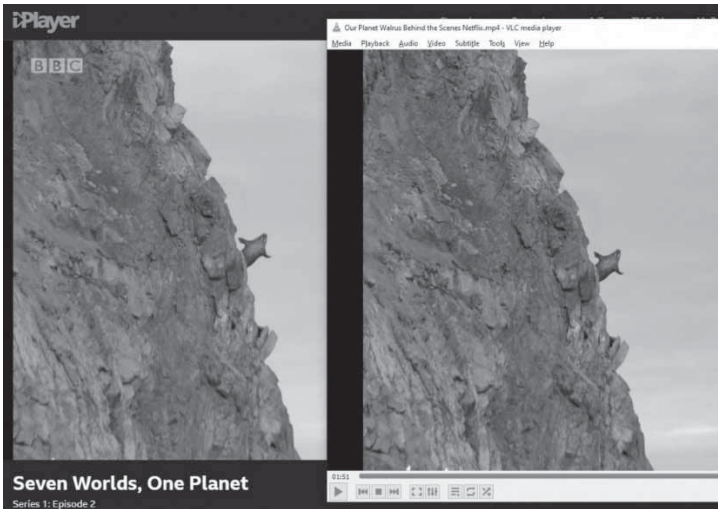 iPlayer
BBC
Our Planet Walrus Behind the Scenes Netflix.mp4 - VLC media player
Media Playback Audio Video Subtitle Tools View Help
01:51
Seven Worlds, One Planet
Series 1: Episode 2